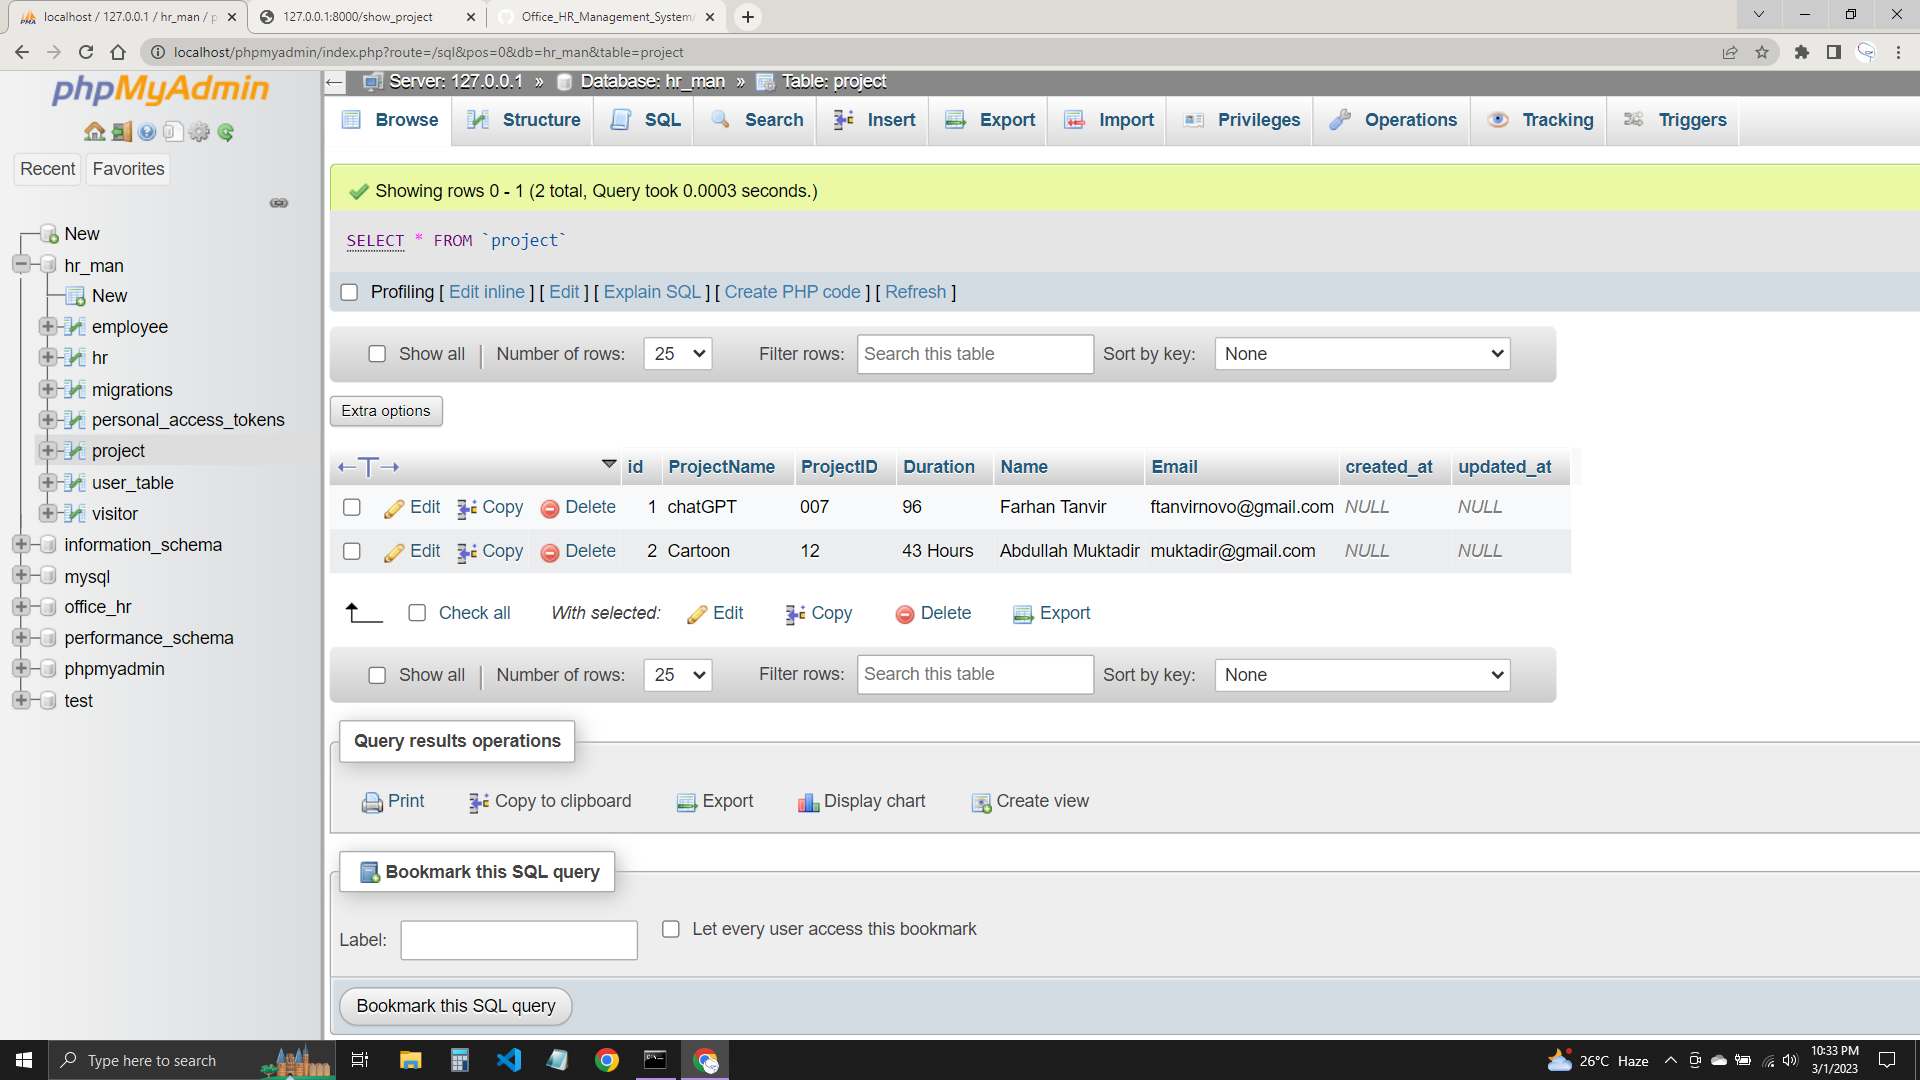 localhost / 127.0.0.1 / hr_man / p
127.0.0.1:8000/show_project
Office_HR_Management_System/
localhost/phpmyadmin/index.php?route=/sql&pos=0&db=hr_man&table=project
phpMyAdmin
Recent
Favorites
New
hr_man
New
employee
hr
migrations
personal_access_tokens
project
user_table
visitor
information_schema
mysql
office_hr
performance_schema
phpmyadmin
test
Server: 127.0.0.1 » Database: hr_man » Table: project
Browse Structure SQL Search Insert Export Import Privileges Operations Tracking Triggers
Showing rows 0 - 1 (2 total, Query took 0.0003 seconds.)
SELECT * FROM `project`
Profiling [ Edit inline ] [ Edit ] [ Explain SQL ] [ Create PHP code ] [ Refresh ]
Show all | Number of rows: 25 Filter rows: Search this table Sort by key: None
Extra options
id ProjectName ProjectID Duration Name Email created_at updated_at
Edit Copy Delete 1 chatGPT 007 96 Farhan Tanvir ftanvirnovo@gmail.com NULL NULL
Edit Copy Delete 2 Cartoon 12 43 Hours Abdullah Muktadir muktadir@gmail.com NULL NULL
Check all With selected: Edit Copy Delete Export
Show all | Number of rows: 25 Filter rows: Search this table Sort by key: None
Query results operations
Print Copy to clipboard Export Display chart Create view
Bookmark this SQL query
Label: Let every user access this bookmark
Bookmark this SQL query
Type here to search
26°C Haze
10:33 PM
3/1/2023